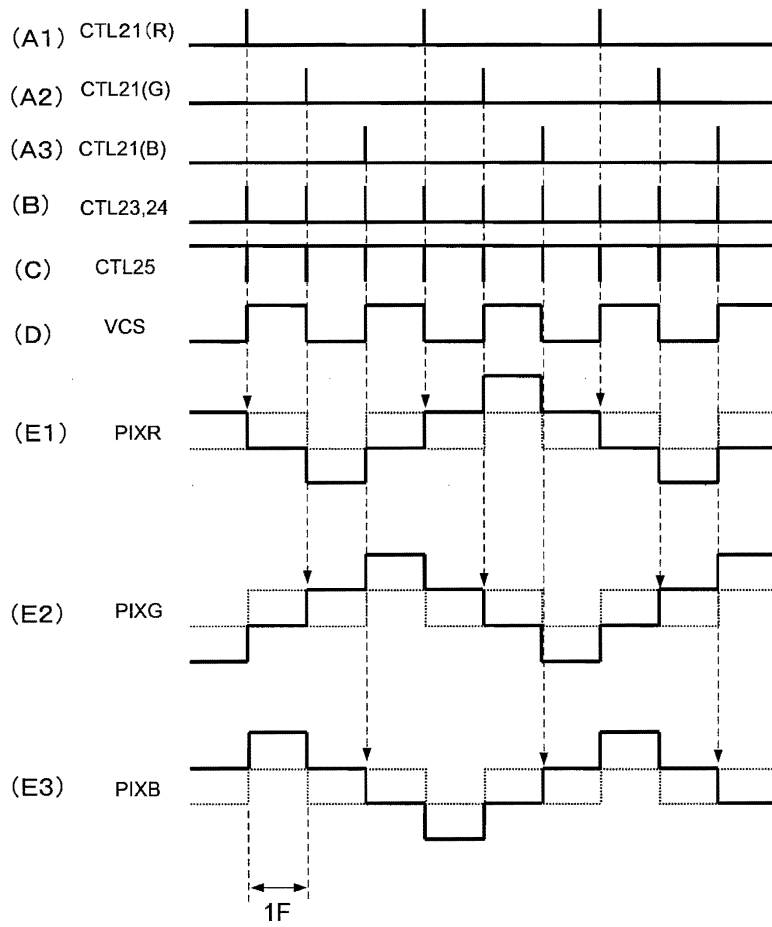 (A1) CTL21(R)
(A2) CTL21(G)
(A3) CTL21(B)
(B) CTL23,24
(C) CTL25
(D) VCS
(E1) PIXR
(E2) PIXG
(E3) PIXB
1F